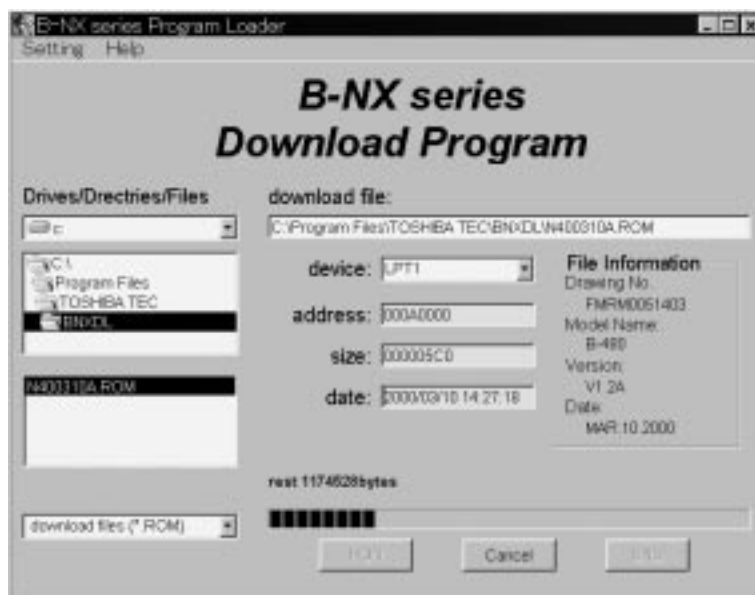 B-NX series Program Loader
Setting Help
B-NX series
Download Program
Drives/Drectries/Files
c:
C:\
Program Files
TOSHIBA TEC
BNXDL
N400310A.ROM
download files (*.ROM)
download file:
C:\Program Files\TOSHIBA TEC\BNXDL\N400310A.ROM
device: LPT1
address: 000A0000
size: 000005C0
date: 2000/03/10 14:27:18
File Information
Drawing No.
FMRM0051403
Model Name:
B-480
Version:
V1.2A
Date:
MAR.10.2000
rest 1174528bytes
Cancel